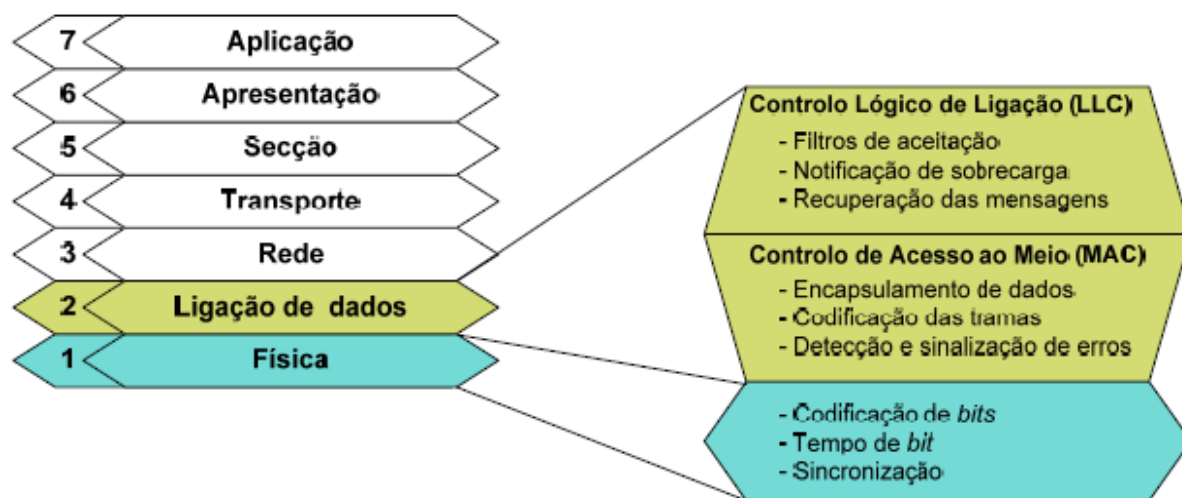 7 Aplicação
6 Apresentação
5 Secção
4 Transporte
3 Rede
2 Ligação de dados
1 Física
Controlo Lógico de Ligação (LLC)
- Filtros de aceitação
- Notificação de sobrecarga
- Recuperação das mensagens
Controlo de Acesso ao Meio (MAC)
- Encapsulamento de dados
- Codificação das tramas
- Detecção e sinalização de erros
- Codificação de bits
- Tempo de bit
- Sincronização